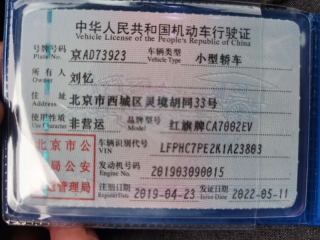 中华人民共和国机动车行驶证
Vehicle License of the People's Republic of China
号牌号码 京AD73923 车辆类型 小型轿车
Plate No. Vehicle Type
所有人 刘忆
Owner
住址 北京市西城区灵境胡同33号
Address
使用性质 非营运 品牌型号 红旗牌CA7002EV
Use Character Model
北京市公 车辆识别代号 LFPHC7PE2K1A23803
VIN
局公安 发动机号码 201903090015
Engine No.
管理局 注册日期 2019-04-23 发证日期 2022-05-11
Register Date Issue Date